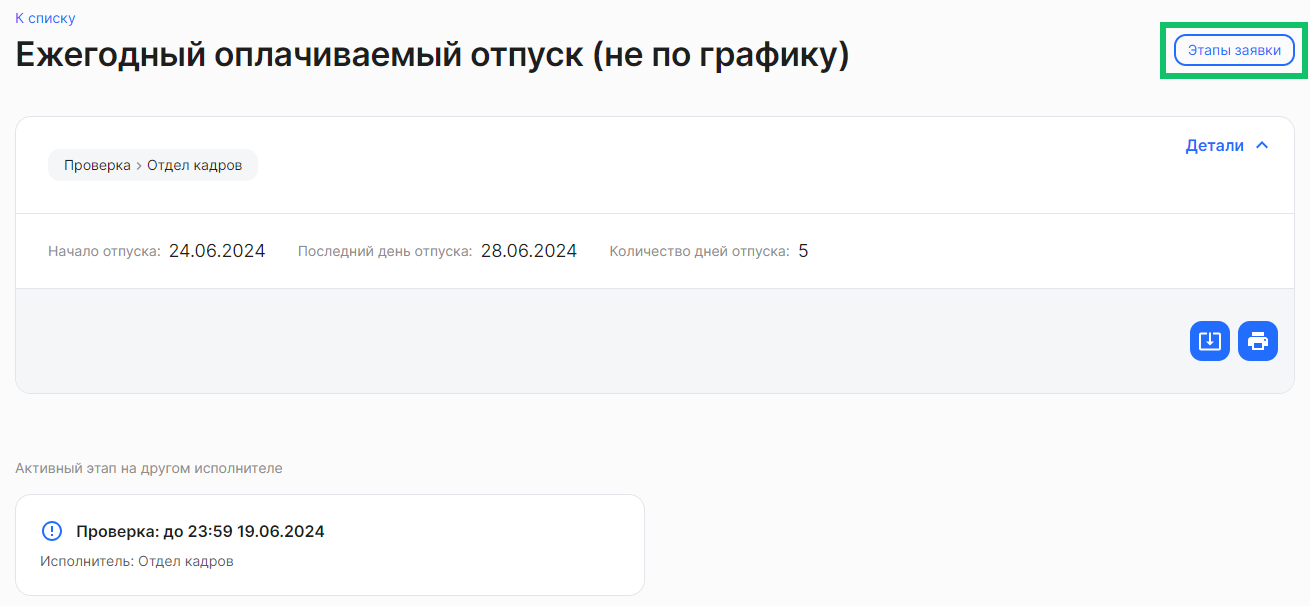 К списку
Ежегодный оплачиваемый отпуск (не по графику)
Этапы заявки
Детали
Проверка › Отдел кадров
Начало отпуска: 24.06.2024 Последний день отпуска: 28.06.2024 Количество дней отпуска: 5
Активный этап на другом исполнителе
Проверка: до 23:59 19.06.2024
Исполнитель: Отдел кадров